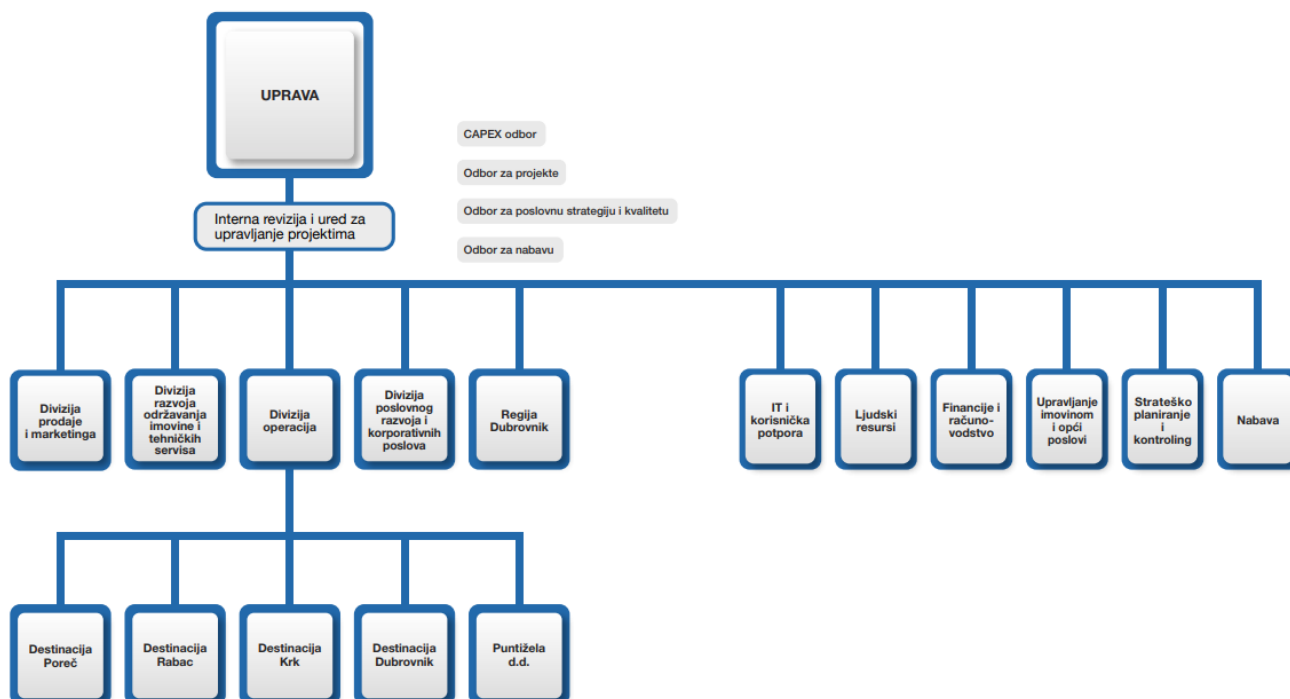 UPRAVA
CAPEX odbor
Odbor za projekte
Odbor za poslovnu strategiju i kvalitetu
Odbor za nabavu
Interna revizija i ured za
upravljanje projektima
Divizija
prodaje
i marketinga
Divizija
razvoja
održavanja
imovine i
tehničkih
servisa
Divizija
operacija
Divizija
poslovnog
razvoja i
korporativnih
poslova
Regija
Dubrovnik
IT i
korisnička
potpora
Ljudski
resursi
Financije i
računo-
vodstvo
Upravljanje
imovinom
i opći
poslovi
Strateško
planiranje
i
kontroling
Nabava
Destinacija
Poreč
Destinacija
Rabac
Destinacija
Krk
Destinacija
Dubrovnik
Puntižela
d.d.